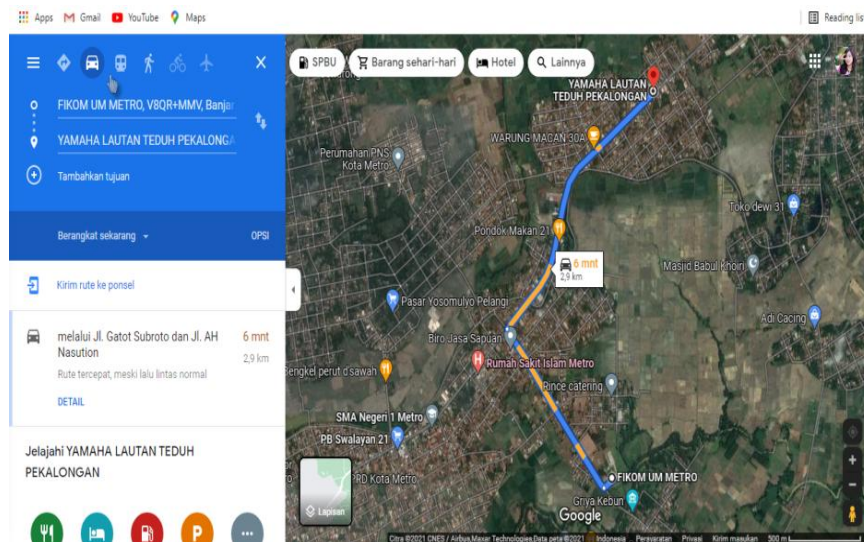 Apps
Gmail
YouTube
Maps
Reading lis
FIKOM UM METRO, V8QR+MMV, Banjar
YAMAHA LAUTAN TEDUH PEKALONGA
Tambahkan tujuan
Berangkat sekarang
OPSI
Kirim rute ke ponsel
melalui Jl. Gatot Subroto dan Jl. AH
Nasution
6 mnt
2,9 km
Rute tercepat, meski lalu lintas normal
DETAIL
Jelajahi YAMAHA LAUTAN TEDUH
PEKALONGAN
SPBU
Barang sehari-hari
Hotel
Lainnya
YAMAHA LAUTAN
TEDUH PEKALONGAN
WARUNG MACAN 30A
Perumahan PNS
Kota Metro
Toko dewi 31
Pondok Makan 21
6 mnt
2,9 km
Masjid Babul Khoiri
Pasar Yosomulyo Pelangi
Adi Cacing
Biro Jasa Sapuan
Rumah Sakit Islam Metro
engkel perut d sawah
Rince catering
SMA Negeri 1 Metro
PB Swalayan 21
PRD Kota Metro
FIKOM UM METRO
Griya Kebun
Lapisan
Google
Citra ©2021 CNES / Airbus,Maxar Technologies,Data peta ©2021
Indonesia
Persyaratan
Privasi
Kirim masukan
500 m